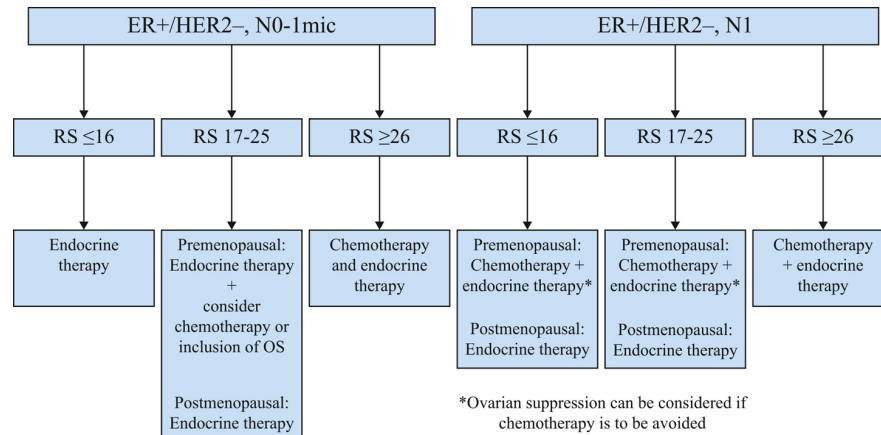 ER+/HER2–, N0-1mic
ER+/HER2–, N1
RS ≤16
RS 17-25
RS ≥26
RS ≤16
RS 17-25
RS ≥26
Endocrine
therapy
Premenopausal:
Endocrine therapy
+
consider
chemotherapy or
inclusion of OS
Postmenopausal:
Endocrine therapy
Chemotherapy
and endocrine
therapy
Premenopausal:
Chemotherapy +
endocrine therapy*
Postmenopausal:
Endocrine therapy
Premenopausal:
Chemotherapy +
endocrine therapy*
Postmenopausal:
Endocrine therapy
Chemotherapy
+ endocrine
therapy
*Ovarian suppression can be considered if
chemotherapy is to be avoided